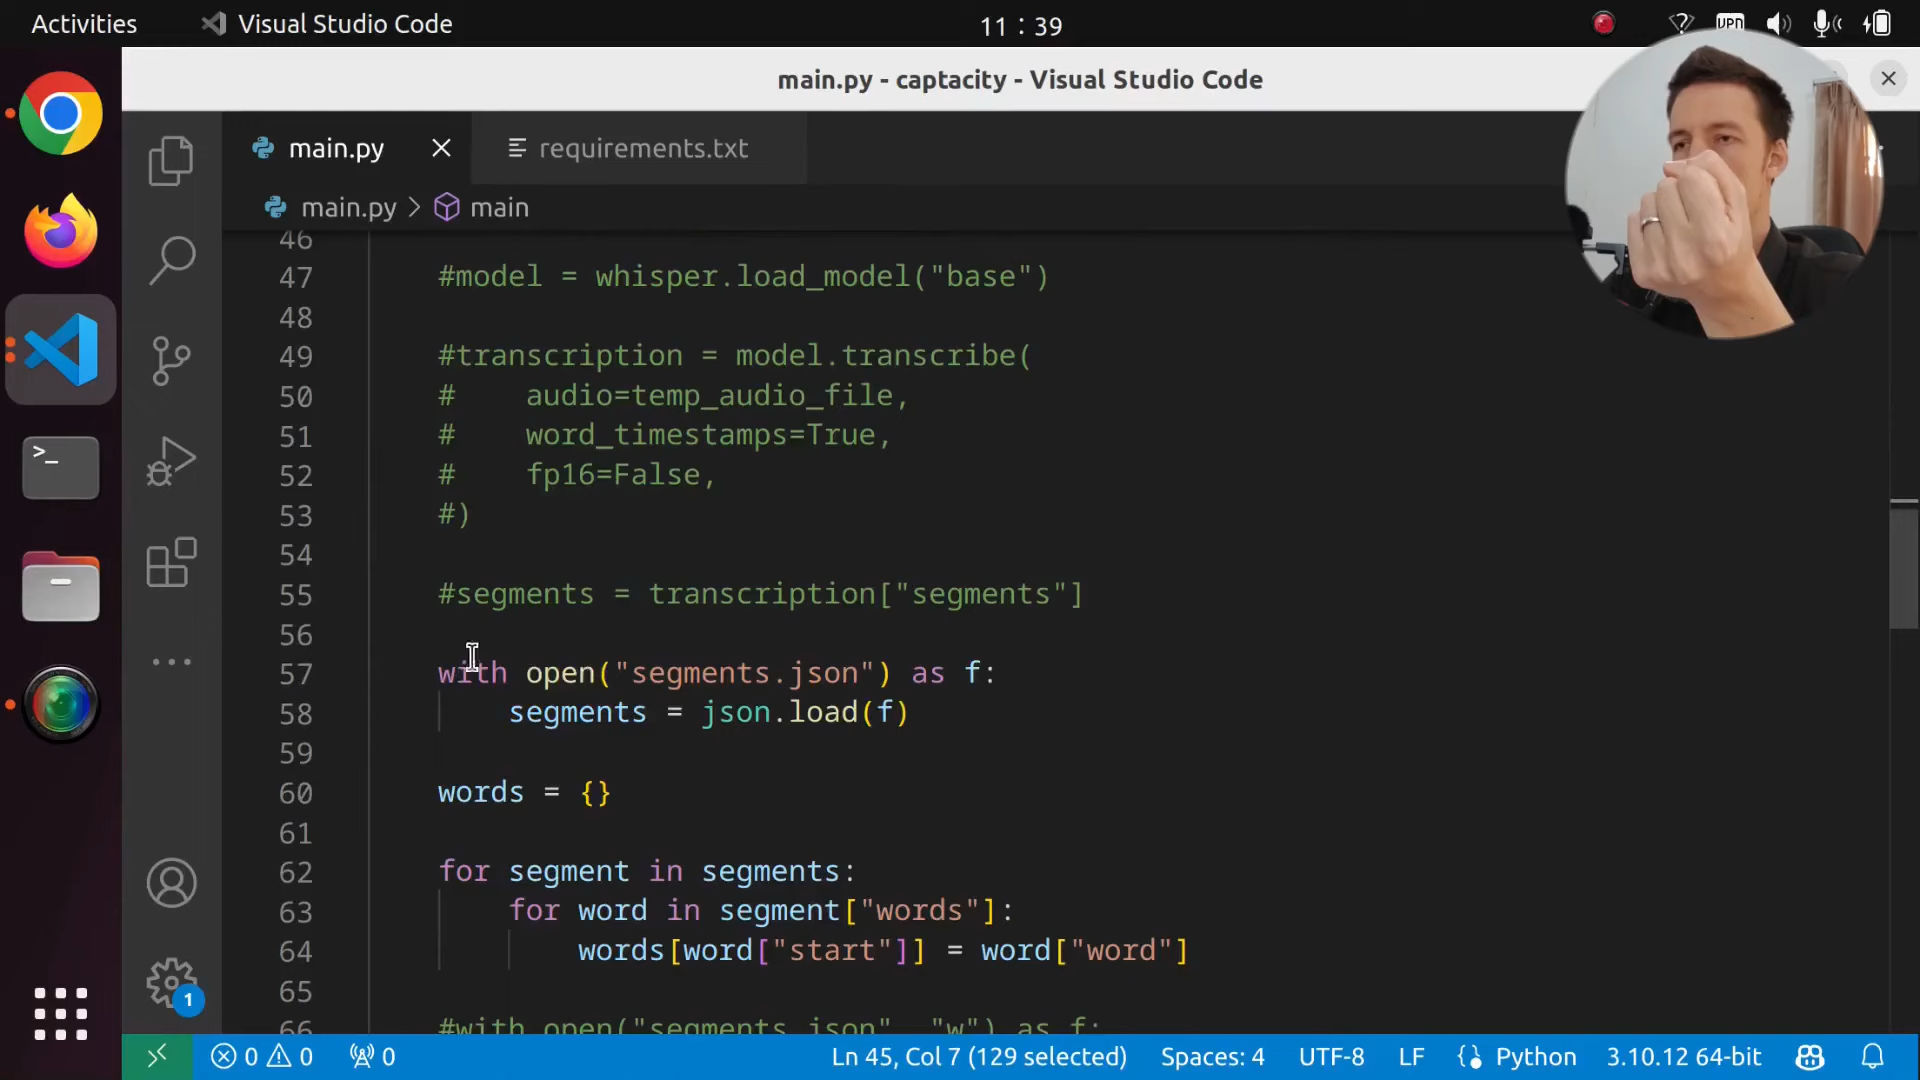 Activities
Visual Studio Code
11 : 39
VPN
main.py - captacity - Visual Studio Code
main.py
requirements.txt
main.py > main
46
47 #model = whisper.load_model("base")
48
49 #transcription = model.transcribe(
50 #    audio=temp_audio_file,
51 #    word_timestamps=True,
52 #    fp16=False,
53 #)
54
55 #segments = transcription["segments"]
56
57 with open("segments.json") as f:
58     segments = json.load(f)
59
60 words = {}
61
62 for segment in segments:
63     for word in segment["words"]:
64         words[word["start"]] = word["word"]
65
66 #with open("segments.json", "w") as f:
1
0 0 0 Ln 45, Col 7 (129 selected) Spaces: 4 UTF-8 LF Python 3.10.12 64-bit